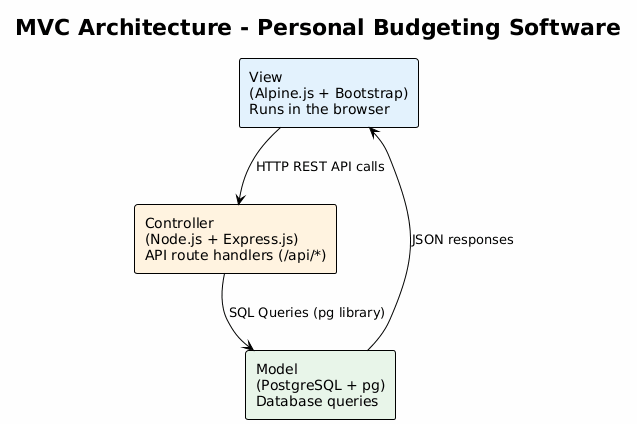 MVC Architecture - Personal Budgeting Software
View
(Alpine.js + Bootstrap)
Runs in the browser
HTTP REST API calls
Controller
(Node.js + Express.js)
API route handlers (/api/*)
JSON responses
SQL Queries (pg library)
Model
(PostgreSQL + pg)
Database queries